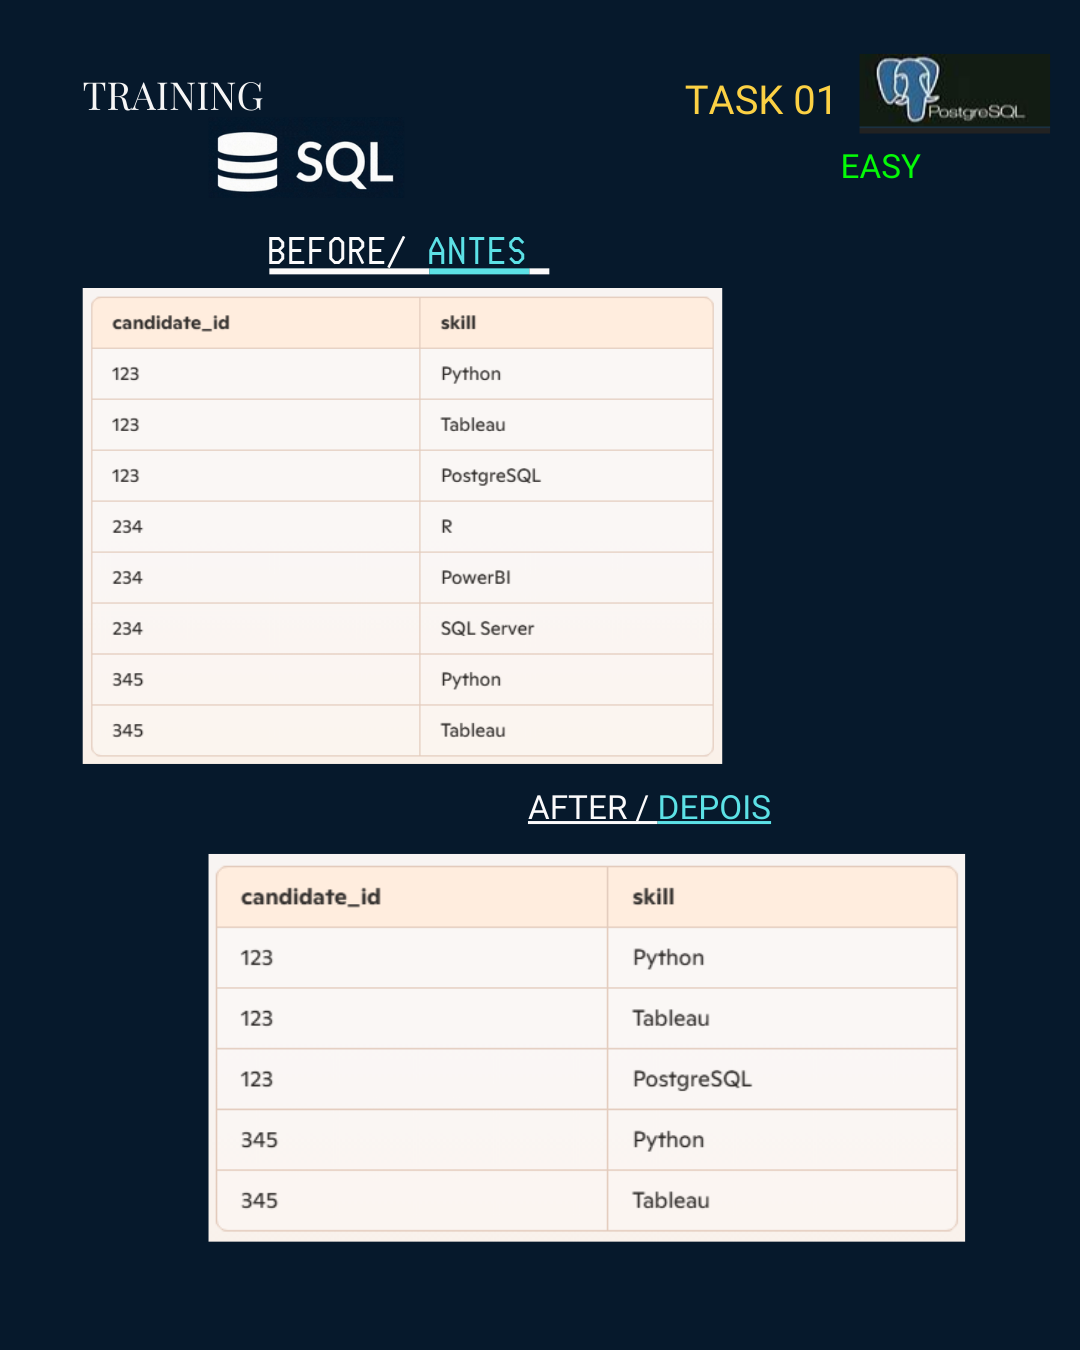 TRAINING
TASK 01
PostgreSQL
SQL
EASY
BEFORE/ ANTES
candidate_id skill
123 Python
123 Tableau
123 PostgreSQL
234 R
234 PowerBI
234 SQL Server
345 Python
345 Tableau
AFTER / DEPOIS
candidate_id skill
123 Python
123 Tableau
123 PostgreSQL
345 Python
345 Tableau